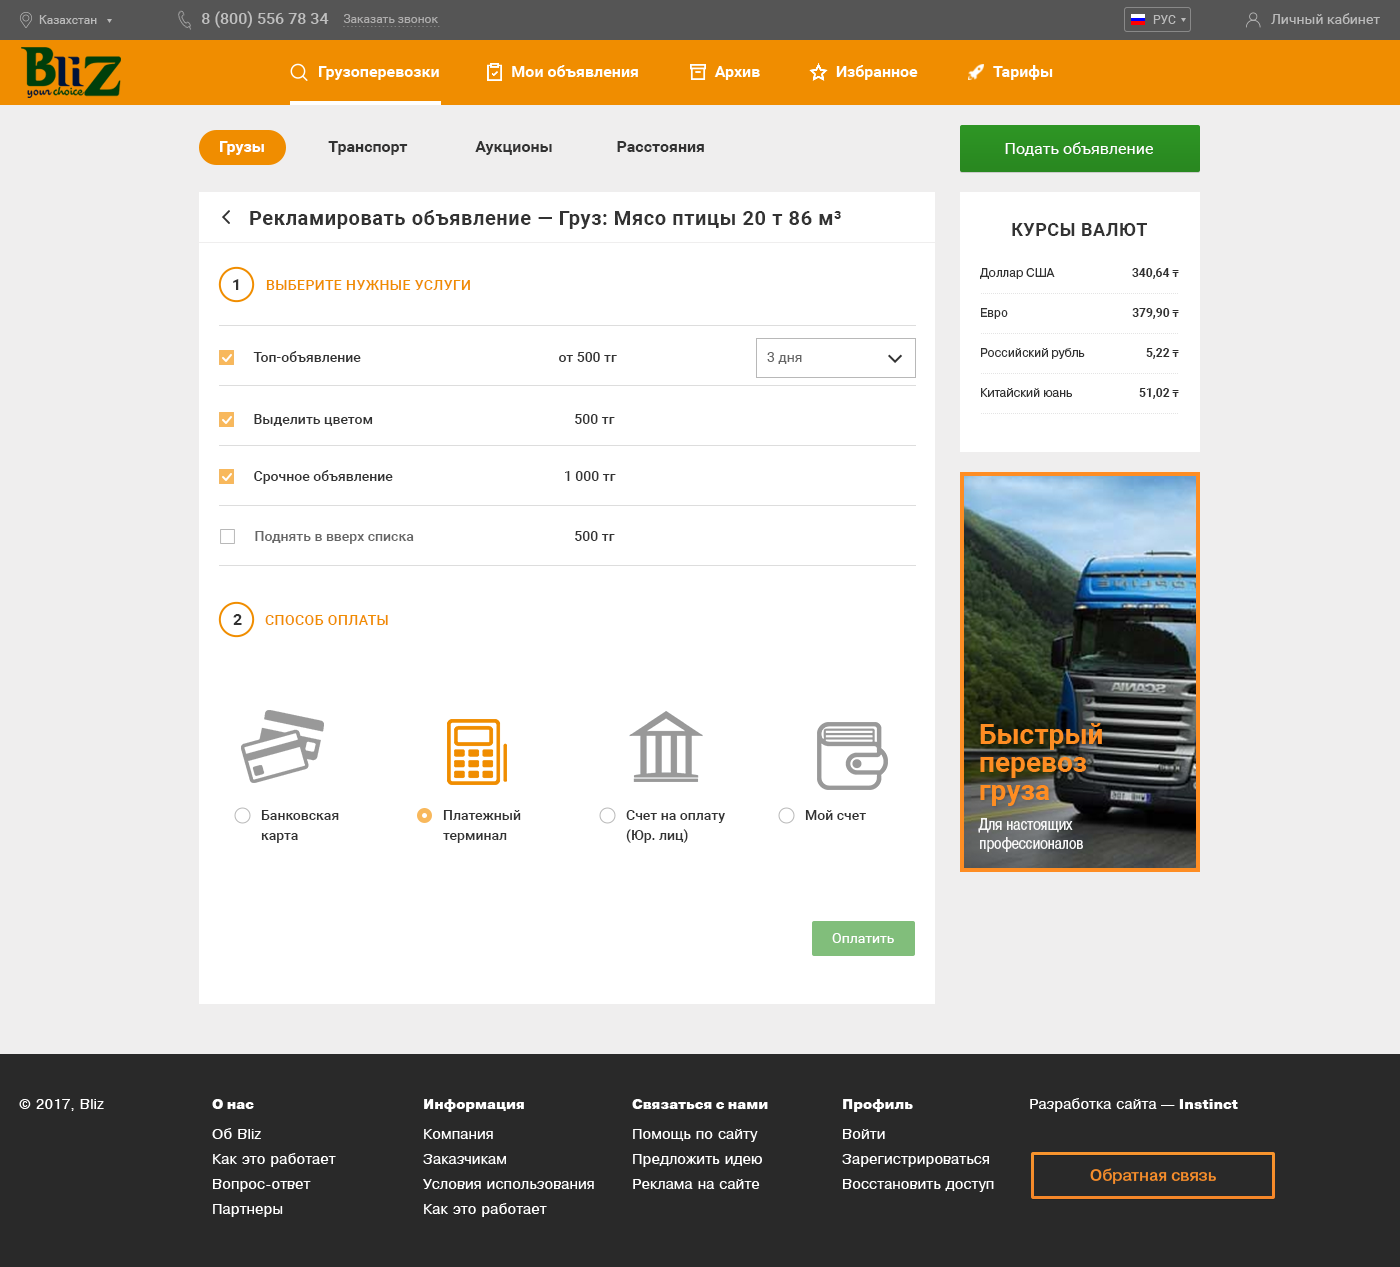 Казахстан
8 (800) 556 78 34
Заказать звонок
РУС
Личный кабинет
BliZ
your choice
Грузоперевозки
Мои объявления
Архив
Избранное
Тарифы
Грузы
Транспорт
Аукционы
Расстояния
Подать объявление
Рекламировать объявление — Груз: Мясо птицы 20 т 86 м³
1 ВЫБЕРИТЕ НУЖНЫЕ УСЛУГИ
Топ-объявление от 500 тг 3 дня
Выделить цветом 500 тг
Срочное объявление 1 000 тг
Поднять в вверх списка 500 тг
2 СПОСОБ ОПЛАТЫ
Банковская
карта
Платежный
терминал
Счет на оплату
(Юр. лиц)
Мой счет
Оплатить
КУРСЫ ВАЛЮТ
Доллар США 340,64 ₸
Евро 379,90 ₸
Российский рубль 5,22 ₸
Китайский юань 51,02 ₸
SCANIA
Быстрый
перевоз
груза
Для настоящих
профессионалов
© 2017, Bliz
О нас
Об Bliz
Как это работает
Вопрос-ответ
Партнеры
Информация
Компания
Заказчикам
Условия использования
Как это работает
Связаться с нами
Помощь по сайту
Предложить идею
Реклама на сайте
Профиль
Войти
Зарегистрироваться
Восстановить доступ
Разработка сайта — Instinct
Обратная связь